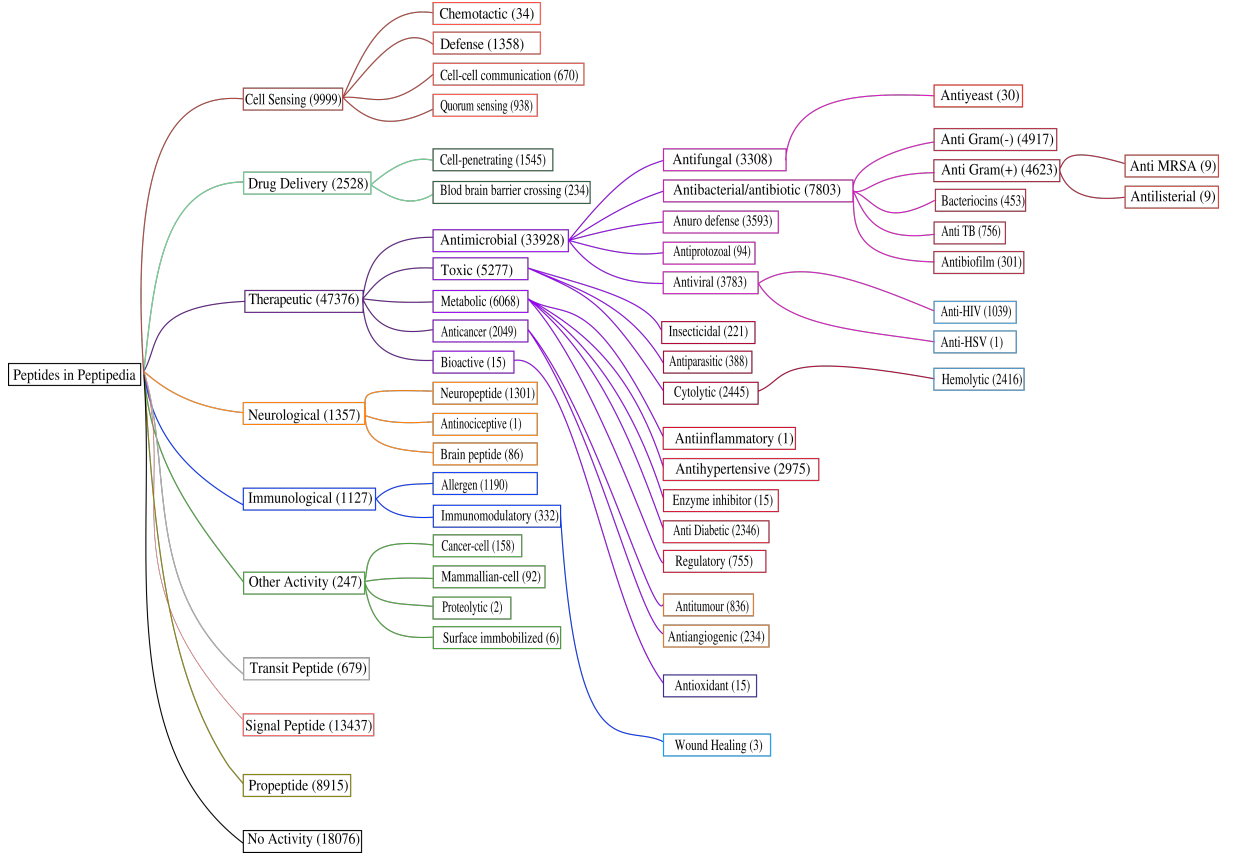 Peptides in Peptipedia
Cell Sensing (9999)
Chemotactic (34)
Defense (1358)
Cell-cell communication (670)
Quorum sensing (938)
Drug Delivery (2528)
Cell-penetrating (1545)
Blod brain barrier crossing (234)
Therapeutic (47376)
Antimicrobial (33928)
Antifungal (3308)
Antiyeast (30)
Antibacterial/antibiotic (7803)
Anti Gram(-) (4917)
Anti Gram(+) (4623)
Anti MRSA (9)
Antilisterial (9)
Bacteriocins (453)
Anti TB (756)
Antibiofilm (301)
Anuro defense (3593)
Antiprotozoal (94)
Antiviral (3783)
Anti-HIV (1039)
Anti-HSV (1)
Toxic (5277)
Insecticidal (221)
Antiparasitic (388)
Cytolytic (2445)
Hemolytic (2416)
Metabolic (6068)
Antiinflammatory (1)
Antihypertensive (2975)
Enzyme inhibitor (15)
Anti Diabetic (2346)
Regulatory (755)
Anticancer (2049)
Antitumour (836)
Antiangiogenic (234)
Bioactive (15)
Antioxidant (15)
Neurological (1357)
Neuropeptide (1301)
Antinociceptive (1)
Brain peptide (86)
Immunological (1127)
Allergen (1190)
Immunomodulatory (332)
Wound Healing (3)
Other Activity (247)
Cancer-cell (158)
Mammallian-cell (92)
Proteolytic (2)
Surface immbobilized (6)
Transit Peptide (679)
Signal Peptide (13437)
Propeptide (8915)
No Activity (18076)